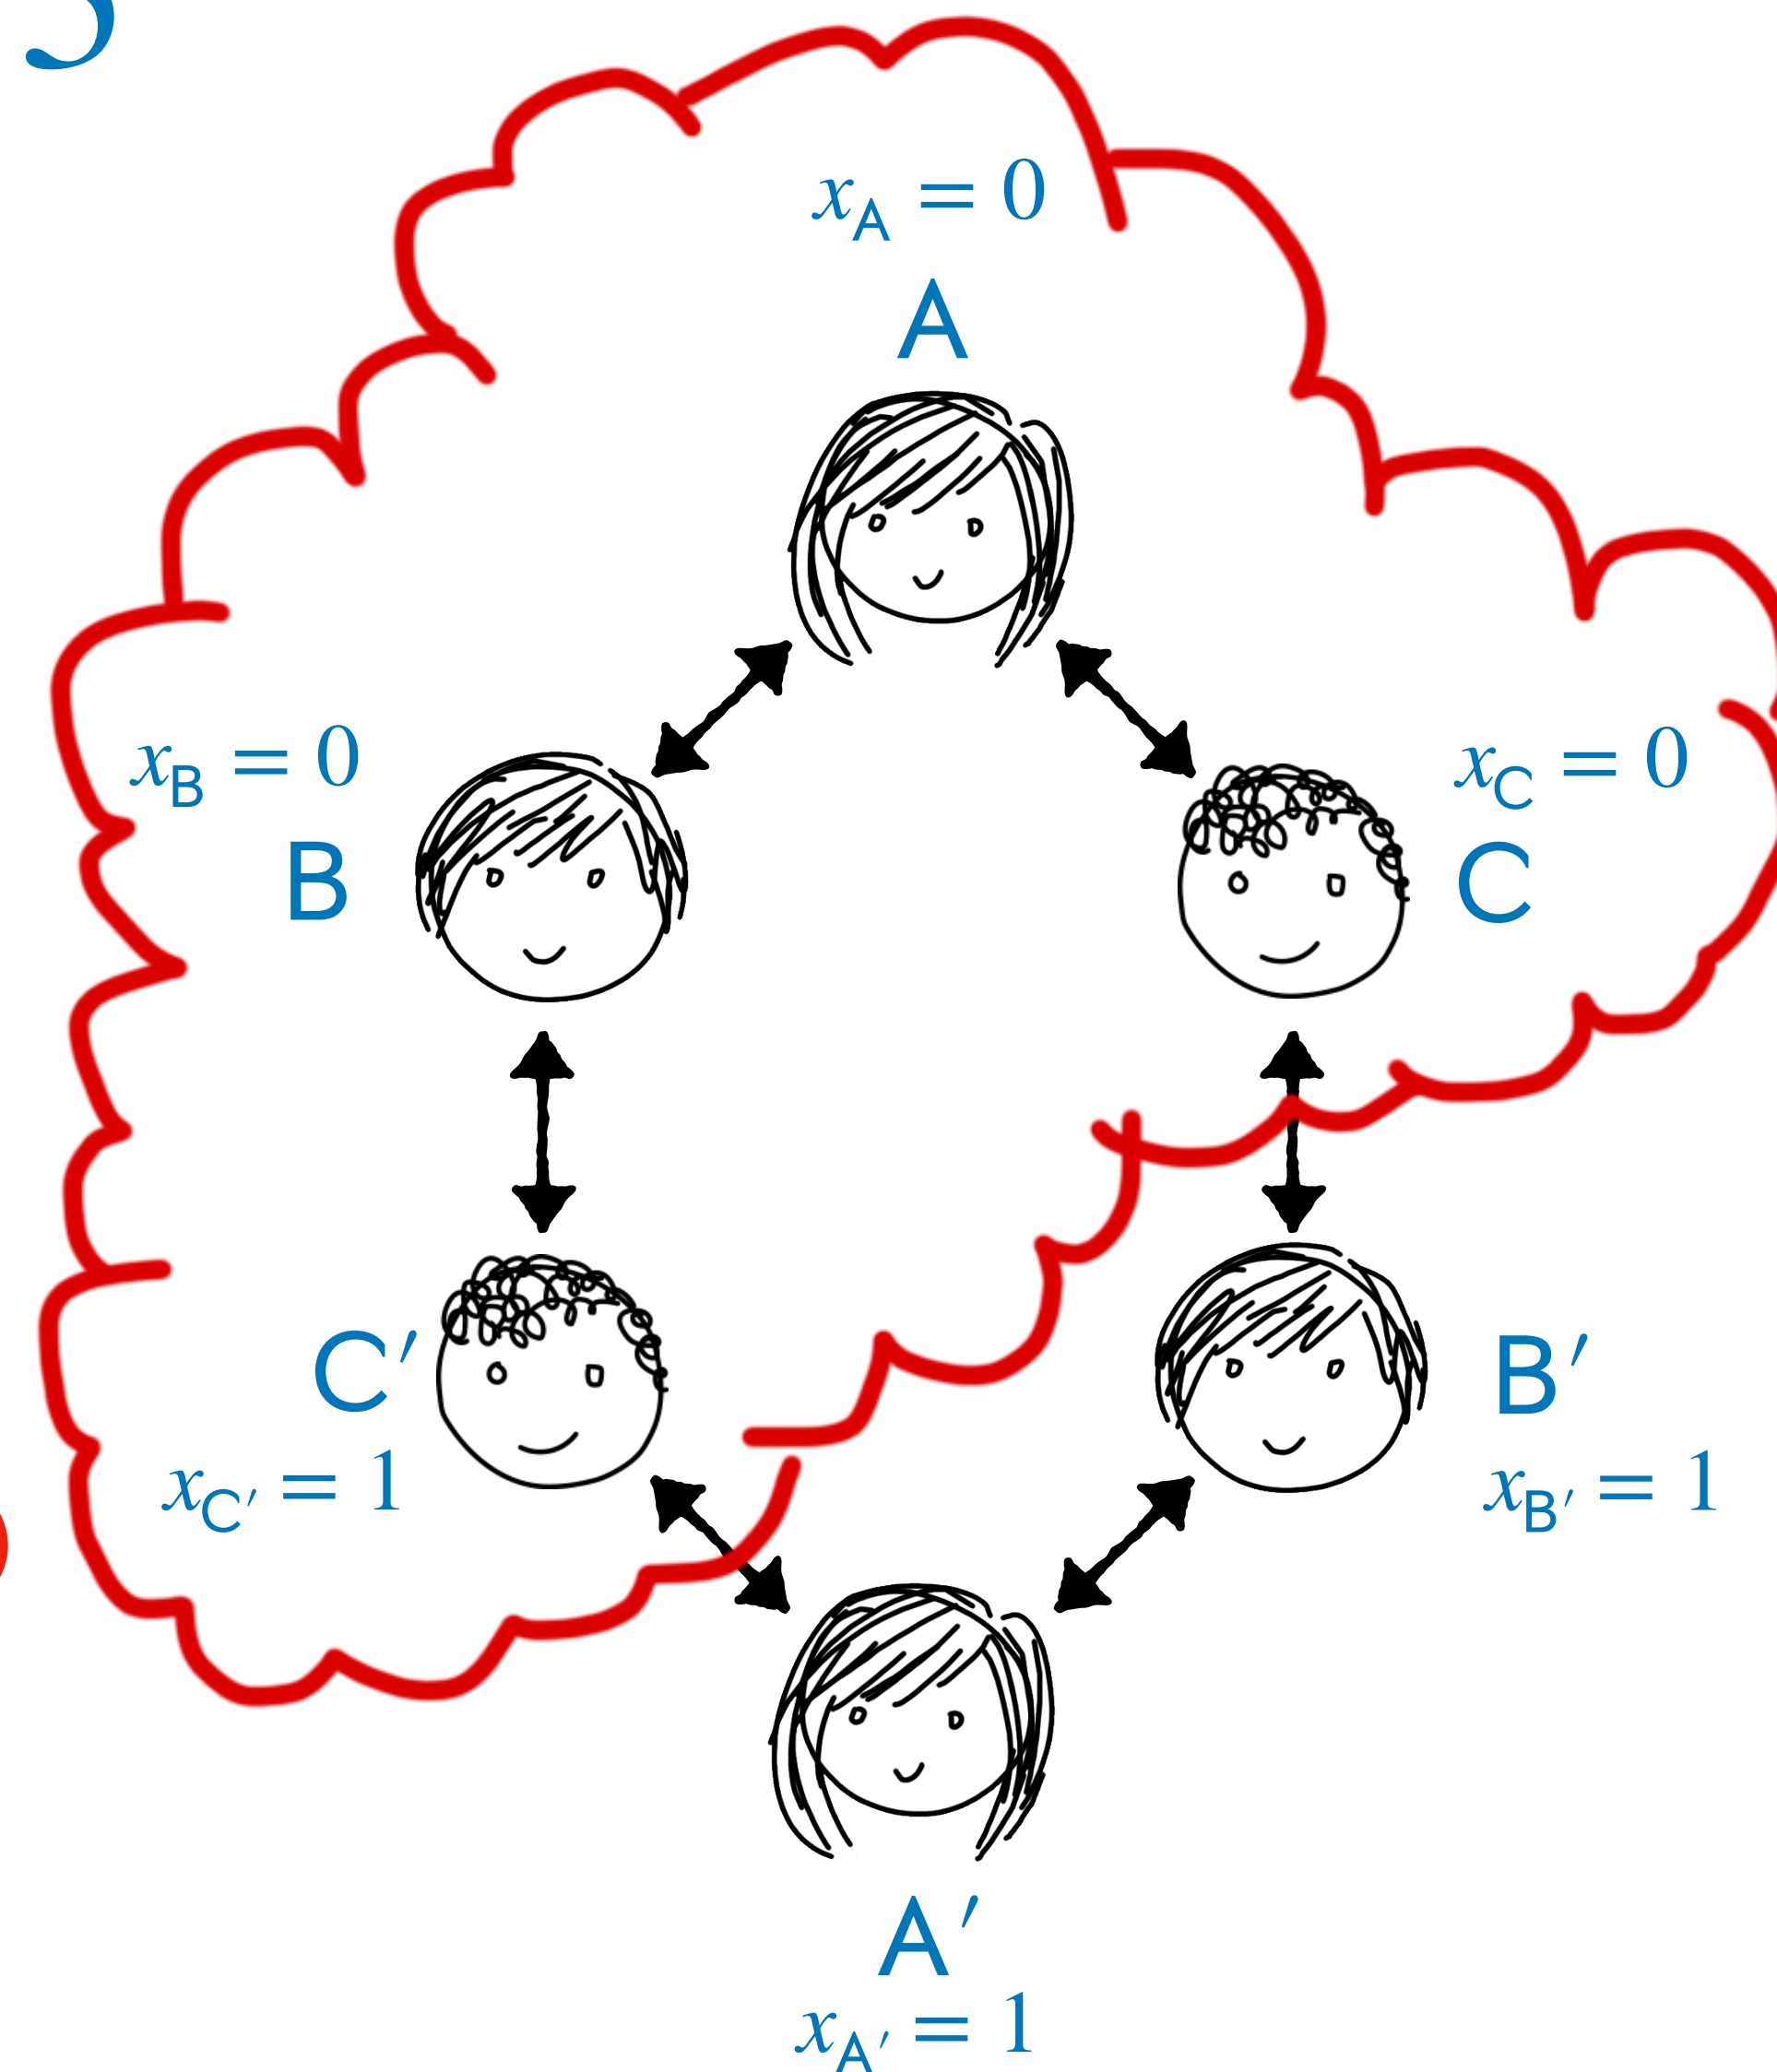 x_A = 0
A
x_B = 0
B
x_C = 0
C
C′
x_C′ = 1
B′
x_B′ = 1
A′
x_A′ = 1